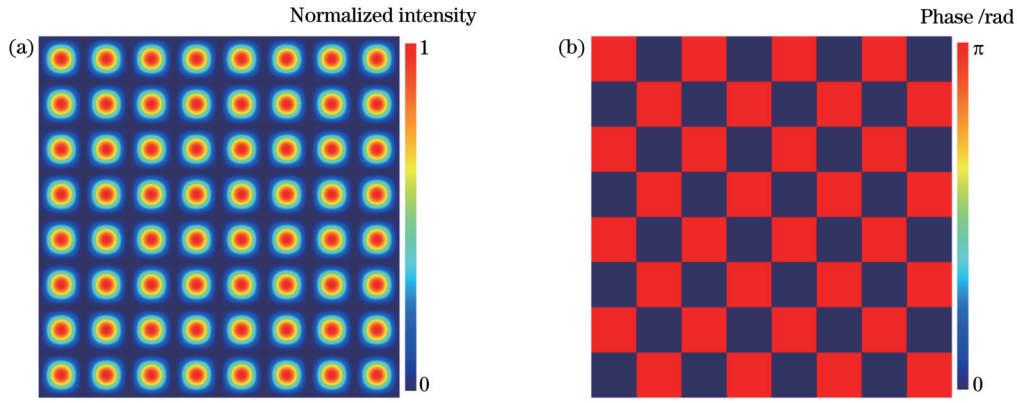 Normalized intensity
(a)
1
0
Phase /rad
(b)
π
0